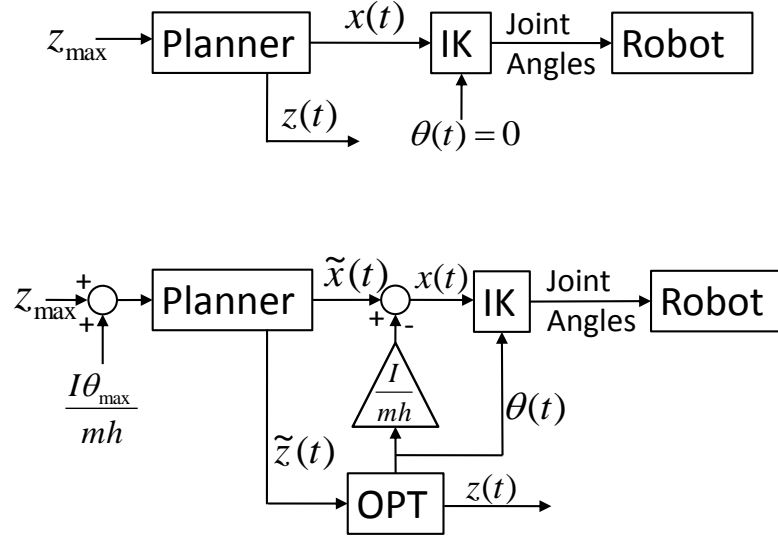 z_max Planner x(t) IK Joint Angles Robot
z(t)
θ(t) = 0
z_max + + Planner x̃(t) + - x(t) IK Joint Angles Robot
Iθ_max / mh
I / mh
θ(t)
z̃(t)
OPT z(t)